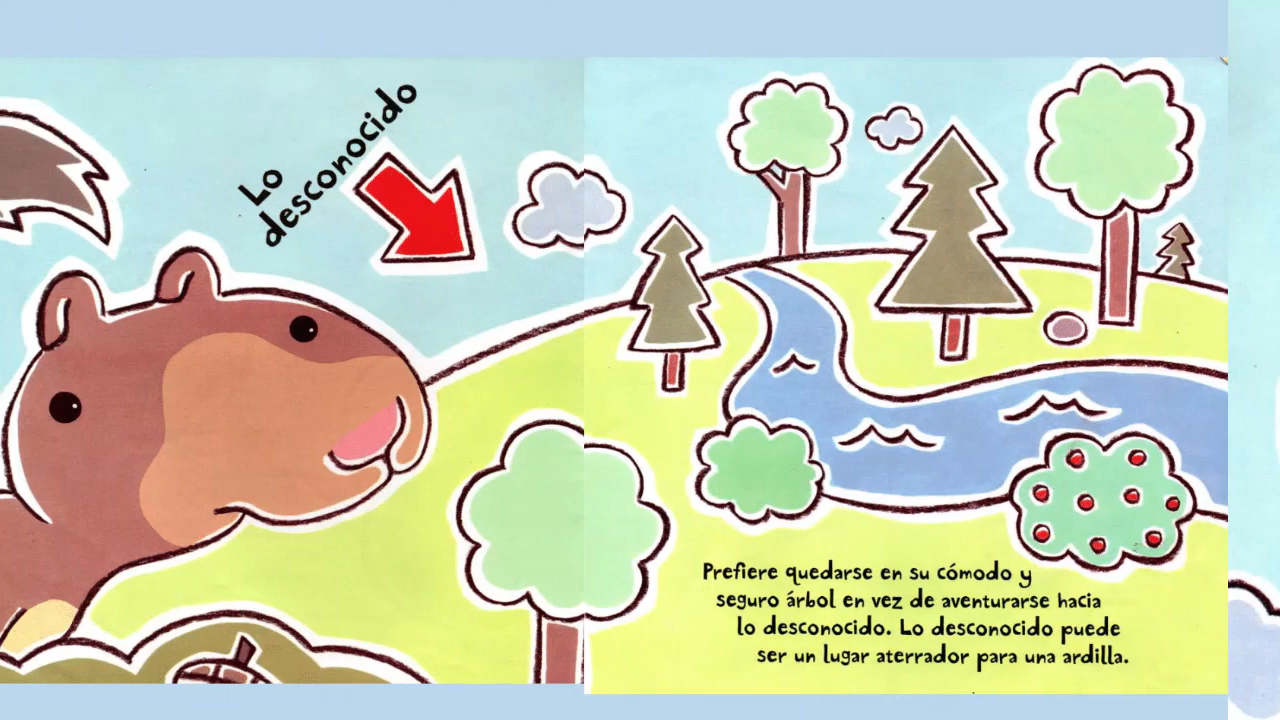 Lo
desconocido
Prefiere quedarse en su cómodo y
seguro árbol en vez de aventurarse hacia
lo desconocido. Lo desconocido puede
ser un lugar aterrador para una ardilla.